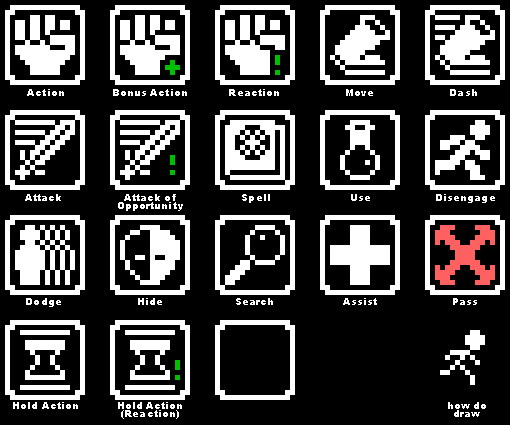 Action
Bonus Action
Reaction
Move
Dash
Attack
Attack of
Opportunity
Spell
Use
Disengage
Dodge
Hide
Search
Assist
Pass
Hold Action
Hold Action
(Reaction)
how do
draw